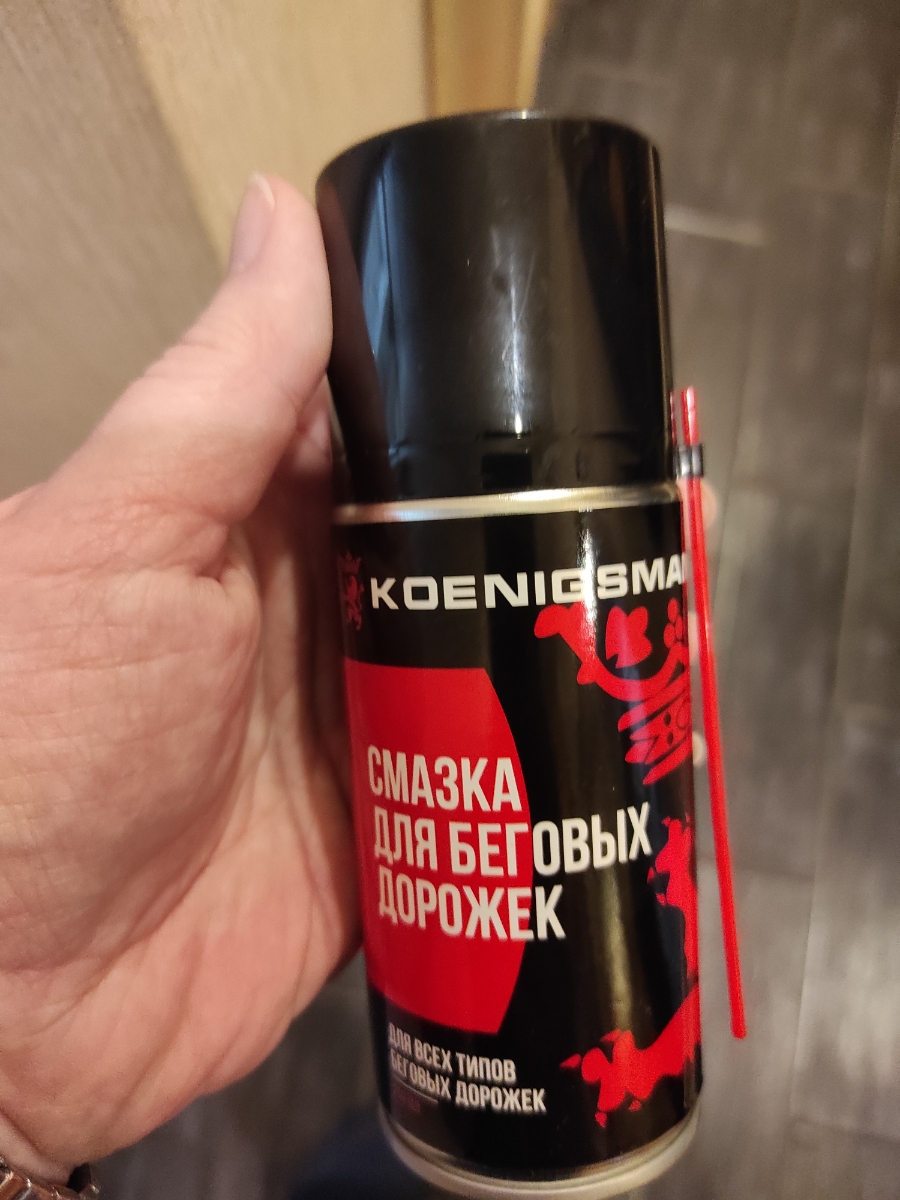 KOENIGSMA
СМАЗКА
ДЛЯ БЕГОВЫХ
ДОРОЖЕК
ДЛЯ ВСЕХ ТИПОВ
БЕГОВЫХ ДОРОЖЕК